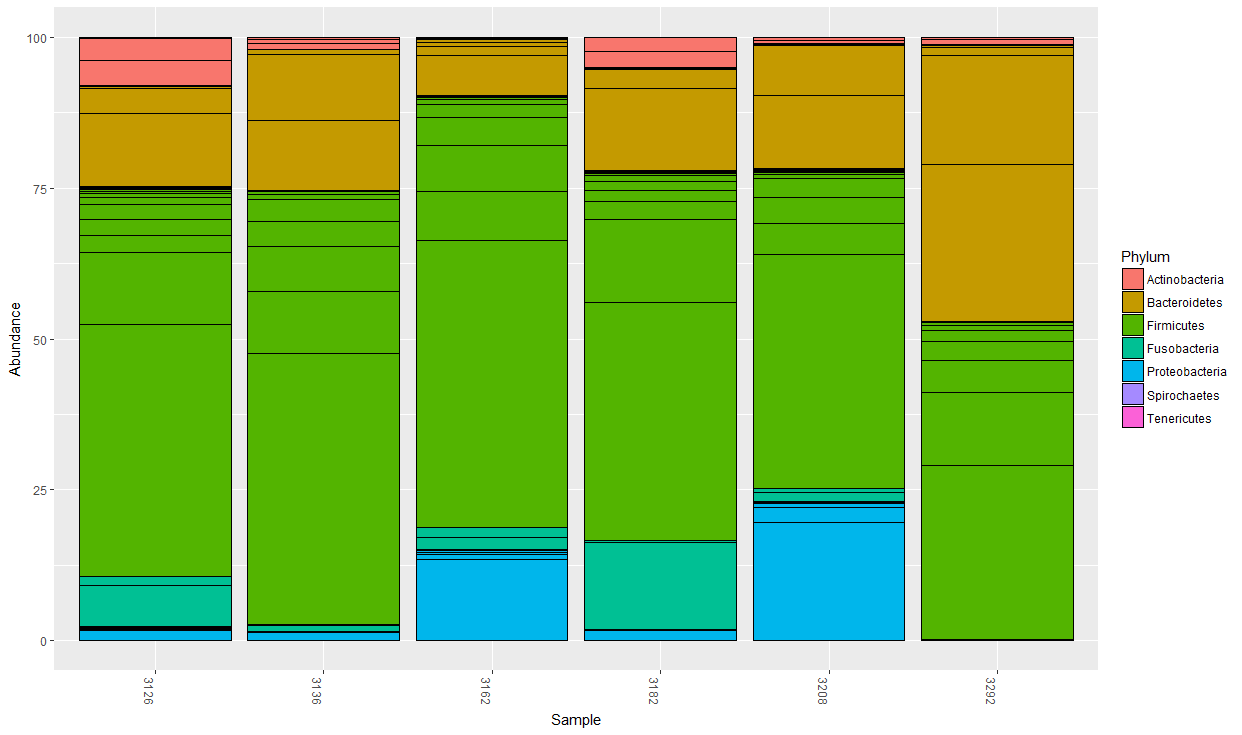 100
75
50
25
0
Abundance
3126
3136
3162
3182
3208
3292
Sample
Phylum
Actinobacteria
Bacteroidetes
Firmicutes
Fusobacteria
Proteobacteria
Spirochaetes
Tenericutes